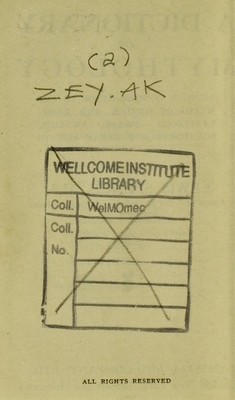 (2)
ZEY.AK
WELLCOME INSTITUTE
LIBRARY
Coll. WelMOmec
Coll.
No.
ALL RIGHTS RESERVED